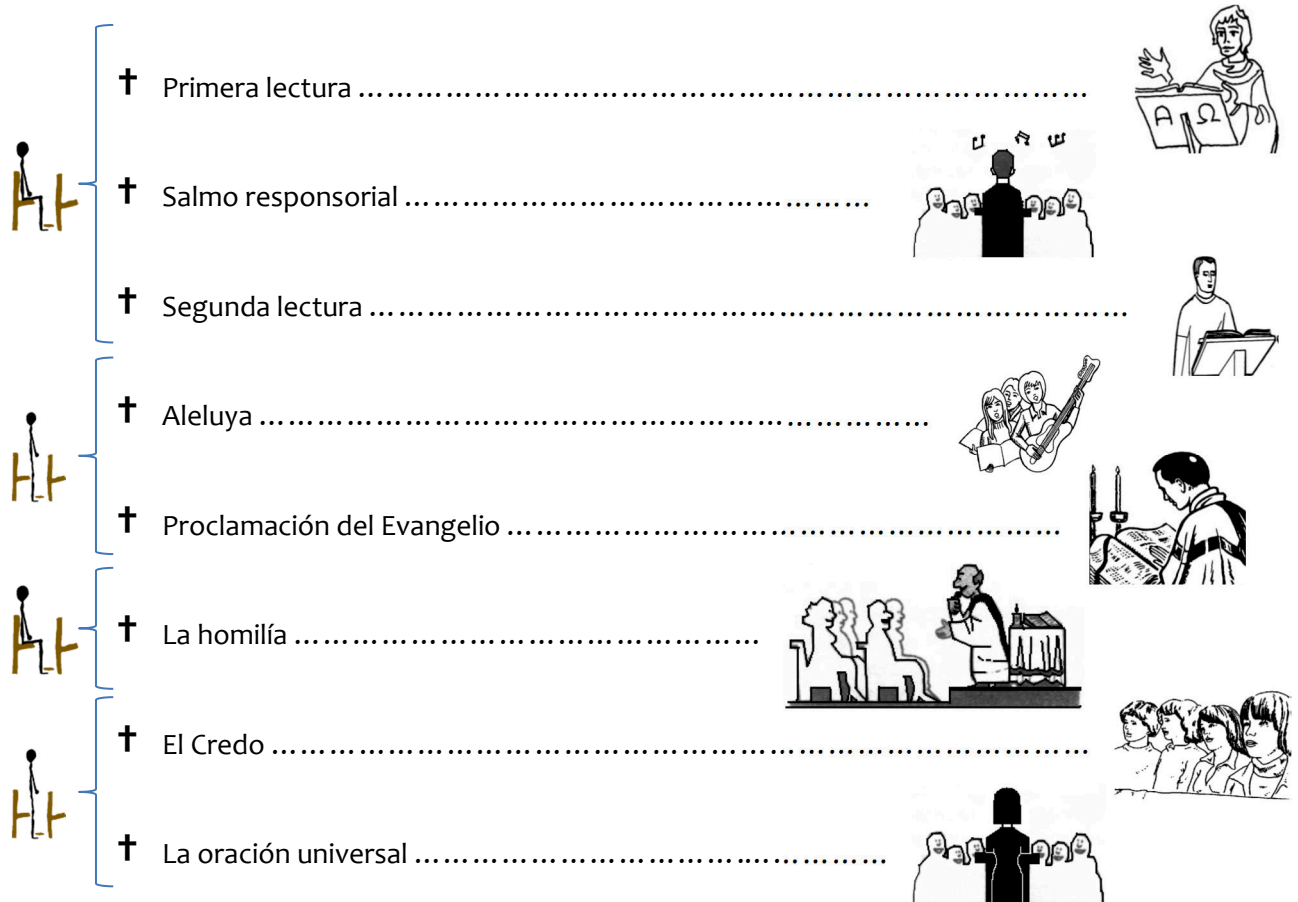 † Primera lectura ………………………………………………………………
Α Ω
† Salmo responsorial ………………………………………
† Segunda lectura …………………………………………………………………
† Aleluya …………………………………………………………
† Proclamación del Evangelio ………………………………………………
† La homilía ………………………………………
† El Credo ………………………………………………………………………
† La oración universal …………………………….…………